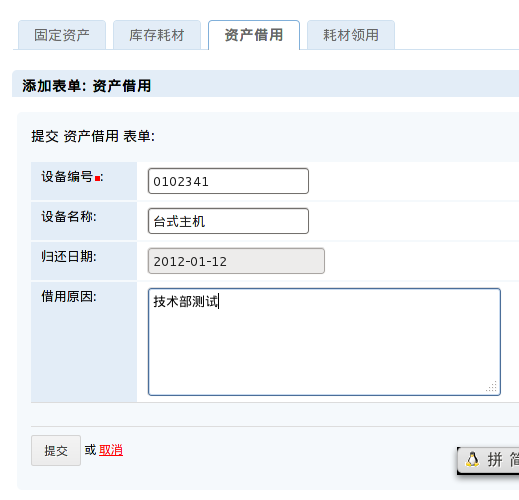 固定资产 库存耗材 资产借用 耗材领用
添加表单: 资产借用
提交 资产借用 表单:
设备编号: 0102341
设备名称: 台式主机
归还日期: 2012-01-12
借用原因: 技术部测试
提交 或 取消
拼 简